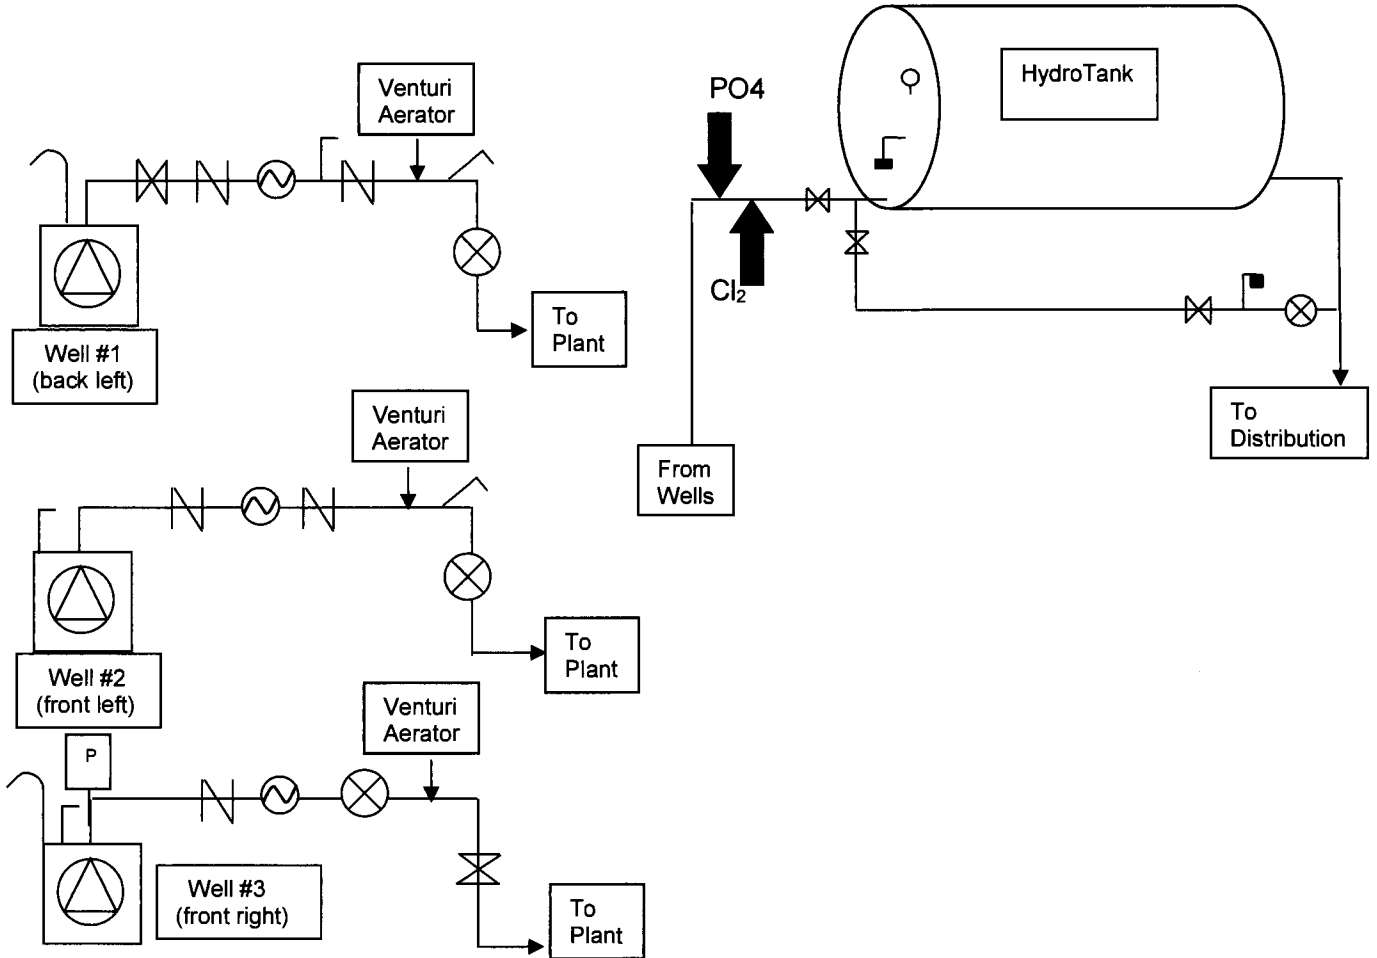 Venturi
Aerator
Well #1
(back left)
To
Plant
Venturi
Aerator
Well #2
(front left)
To
Plant
Venturi
Aerator
P
Well #3
(front right)
To
Plant
PO4
Cl₂
HydroTank
From
Wells
To
Distribution